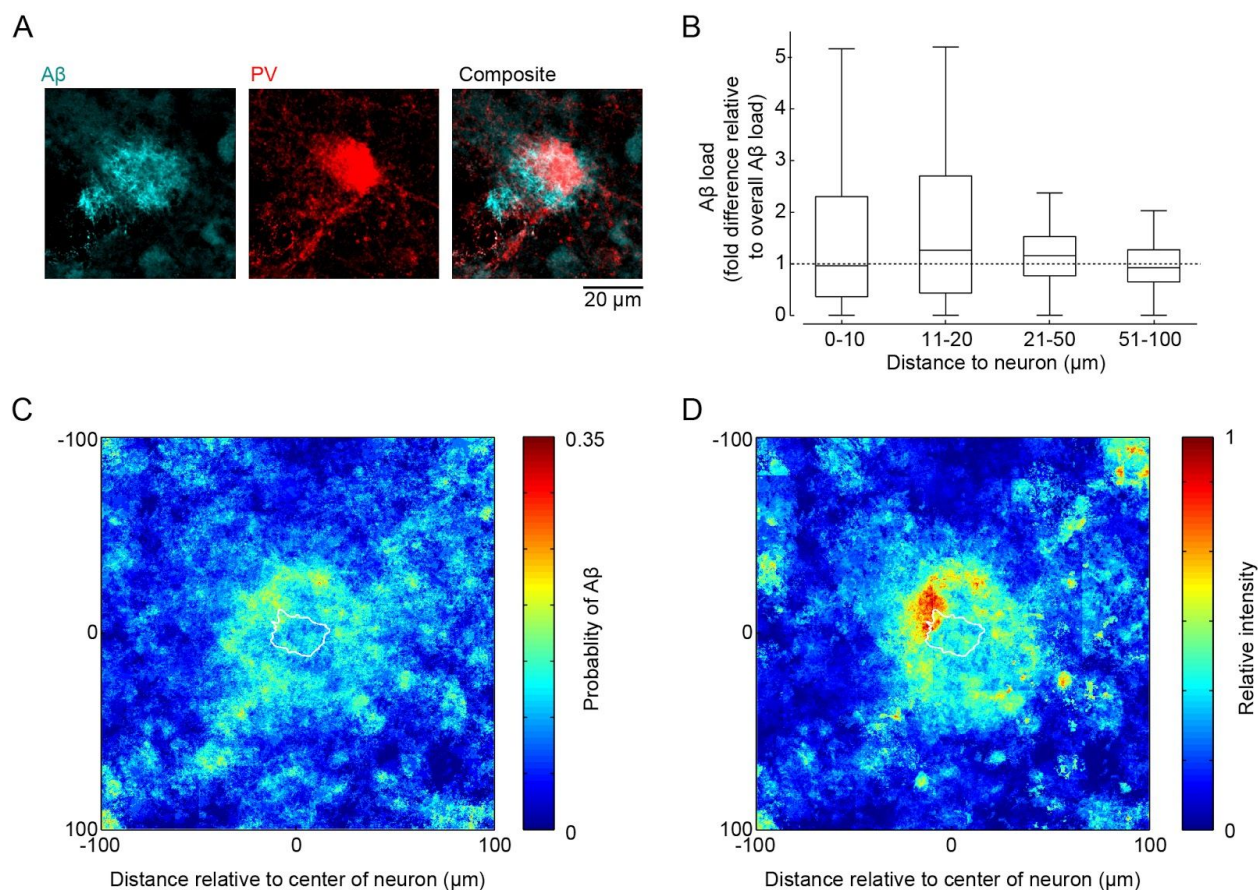 A
Aβ
PV
Composite
20 µm
B
Aβ load
(fold difference relative
to overall Aβ load)
5
4
3
2
1
0
0-10
11-20
21-50
51-100
Distance to neuron (µm)
C
-100
0
100
-100
0
100
Distance relative to center of neuron (µm)
0.35
Probablity of Aβ
0
D
-100
0
100
-100
0
100
Distance relative to center of neuron (µm)
1
Relative intensity
0